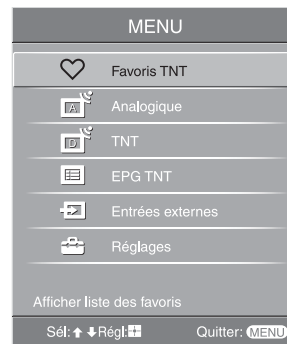 MENU
Favoris TNT
A Analogique
D TNT
EPG TNT
Entrées externes
Réglages
Afficher liste des favoris
Sél: Régl: Quitter: MENU